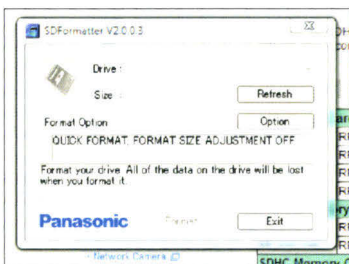 SDFormatter V2.0.0.3
Drive :
Size :
Refresh
Format Option
Option
QUICK FORMAT, FORMAT SIZE ADJUSTMENT OFF
Format your drive. All of the data on the drive will be lost
when you format it.
Panasonic
Format
Exit
Network Camera
SDHC Memory C